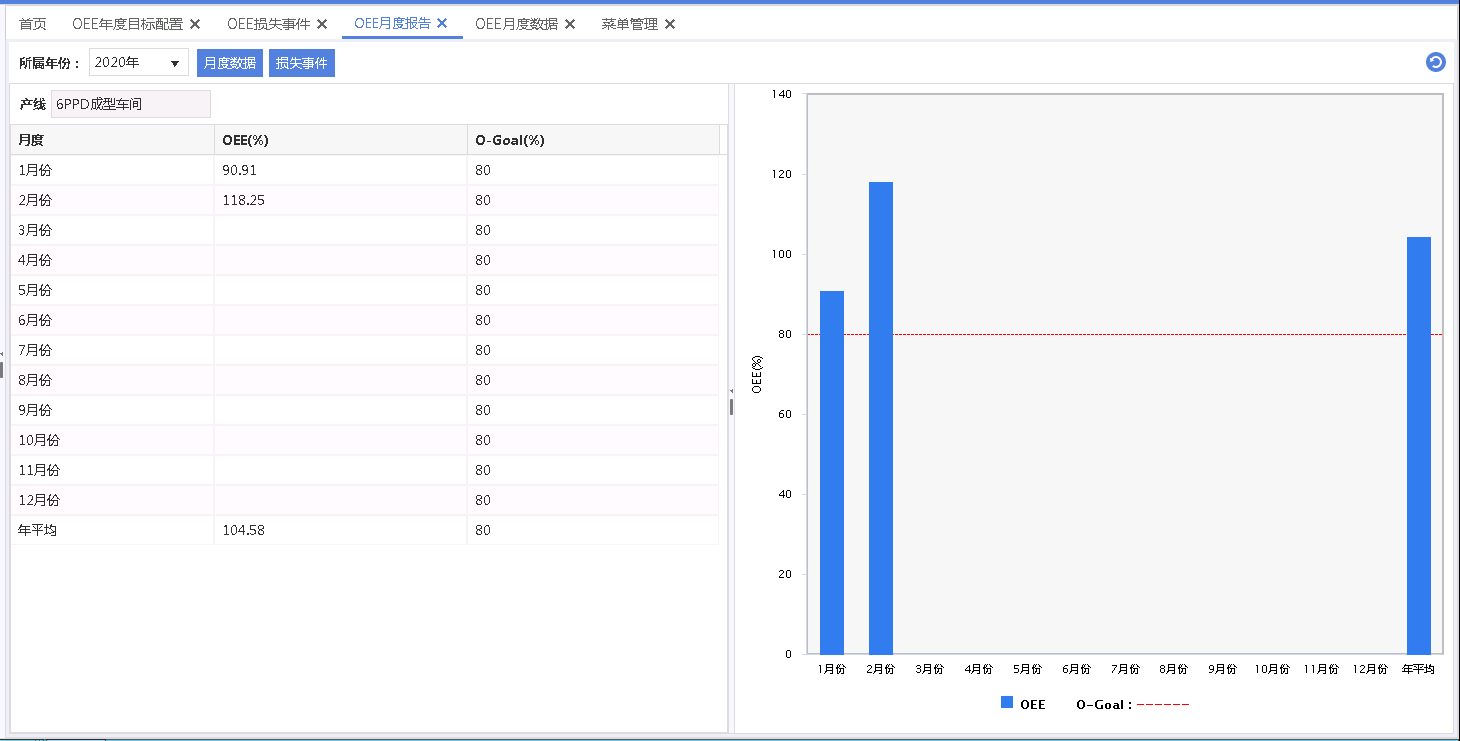 首页 OEE年度目标配置 OEE损失事件 OEE月度报告 OEE月度数据 菜单管理
所属年份： 2020年 月度数据 损失事件
产线 6PPD成型车间
月度 OEE(%) O-Goal(%)
1月份 90.91 80
2月份 118.25 80
3月份 80
4月份 80
5月份 80
6月份 80
7月份 80
8月份 80
9月份 80
10月份 80
11月份 80
12月份 80
年平均 104.58 80
140
120
100
80
60
40
20
0
OEE(%)
1月份 2月份 3月份 4月份 5月份 6月份 7月份 8月份 9月份 10月份 11月份 12月份 年平均
OEE O-Goal :